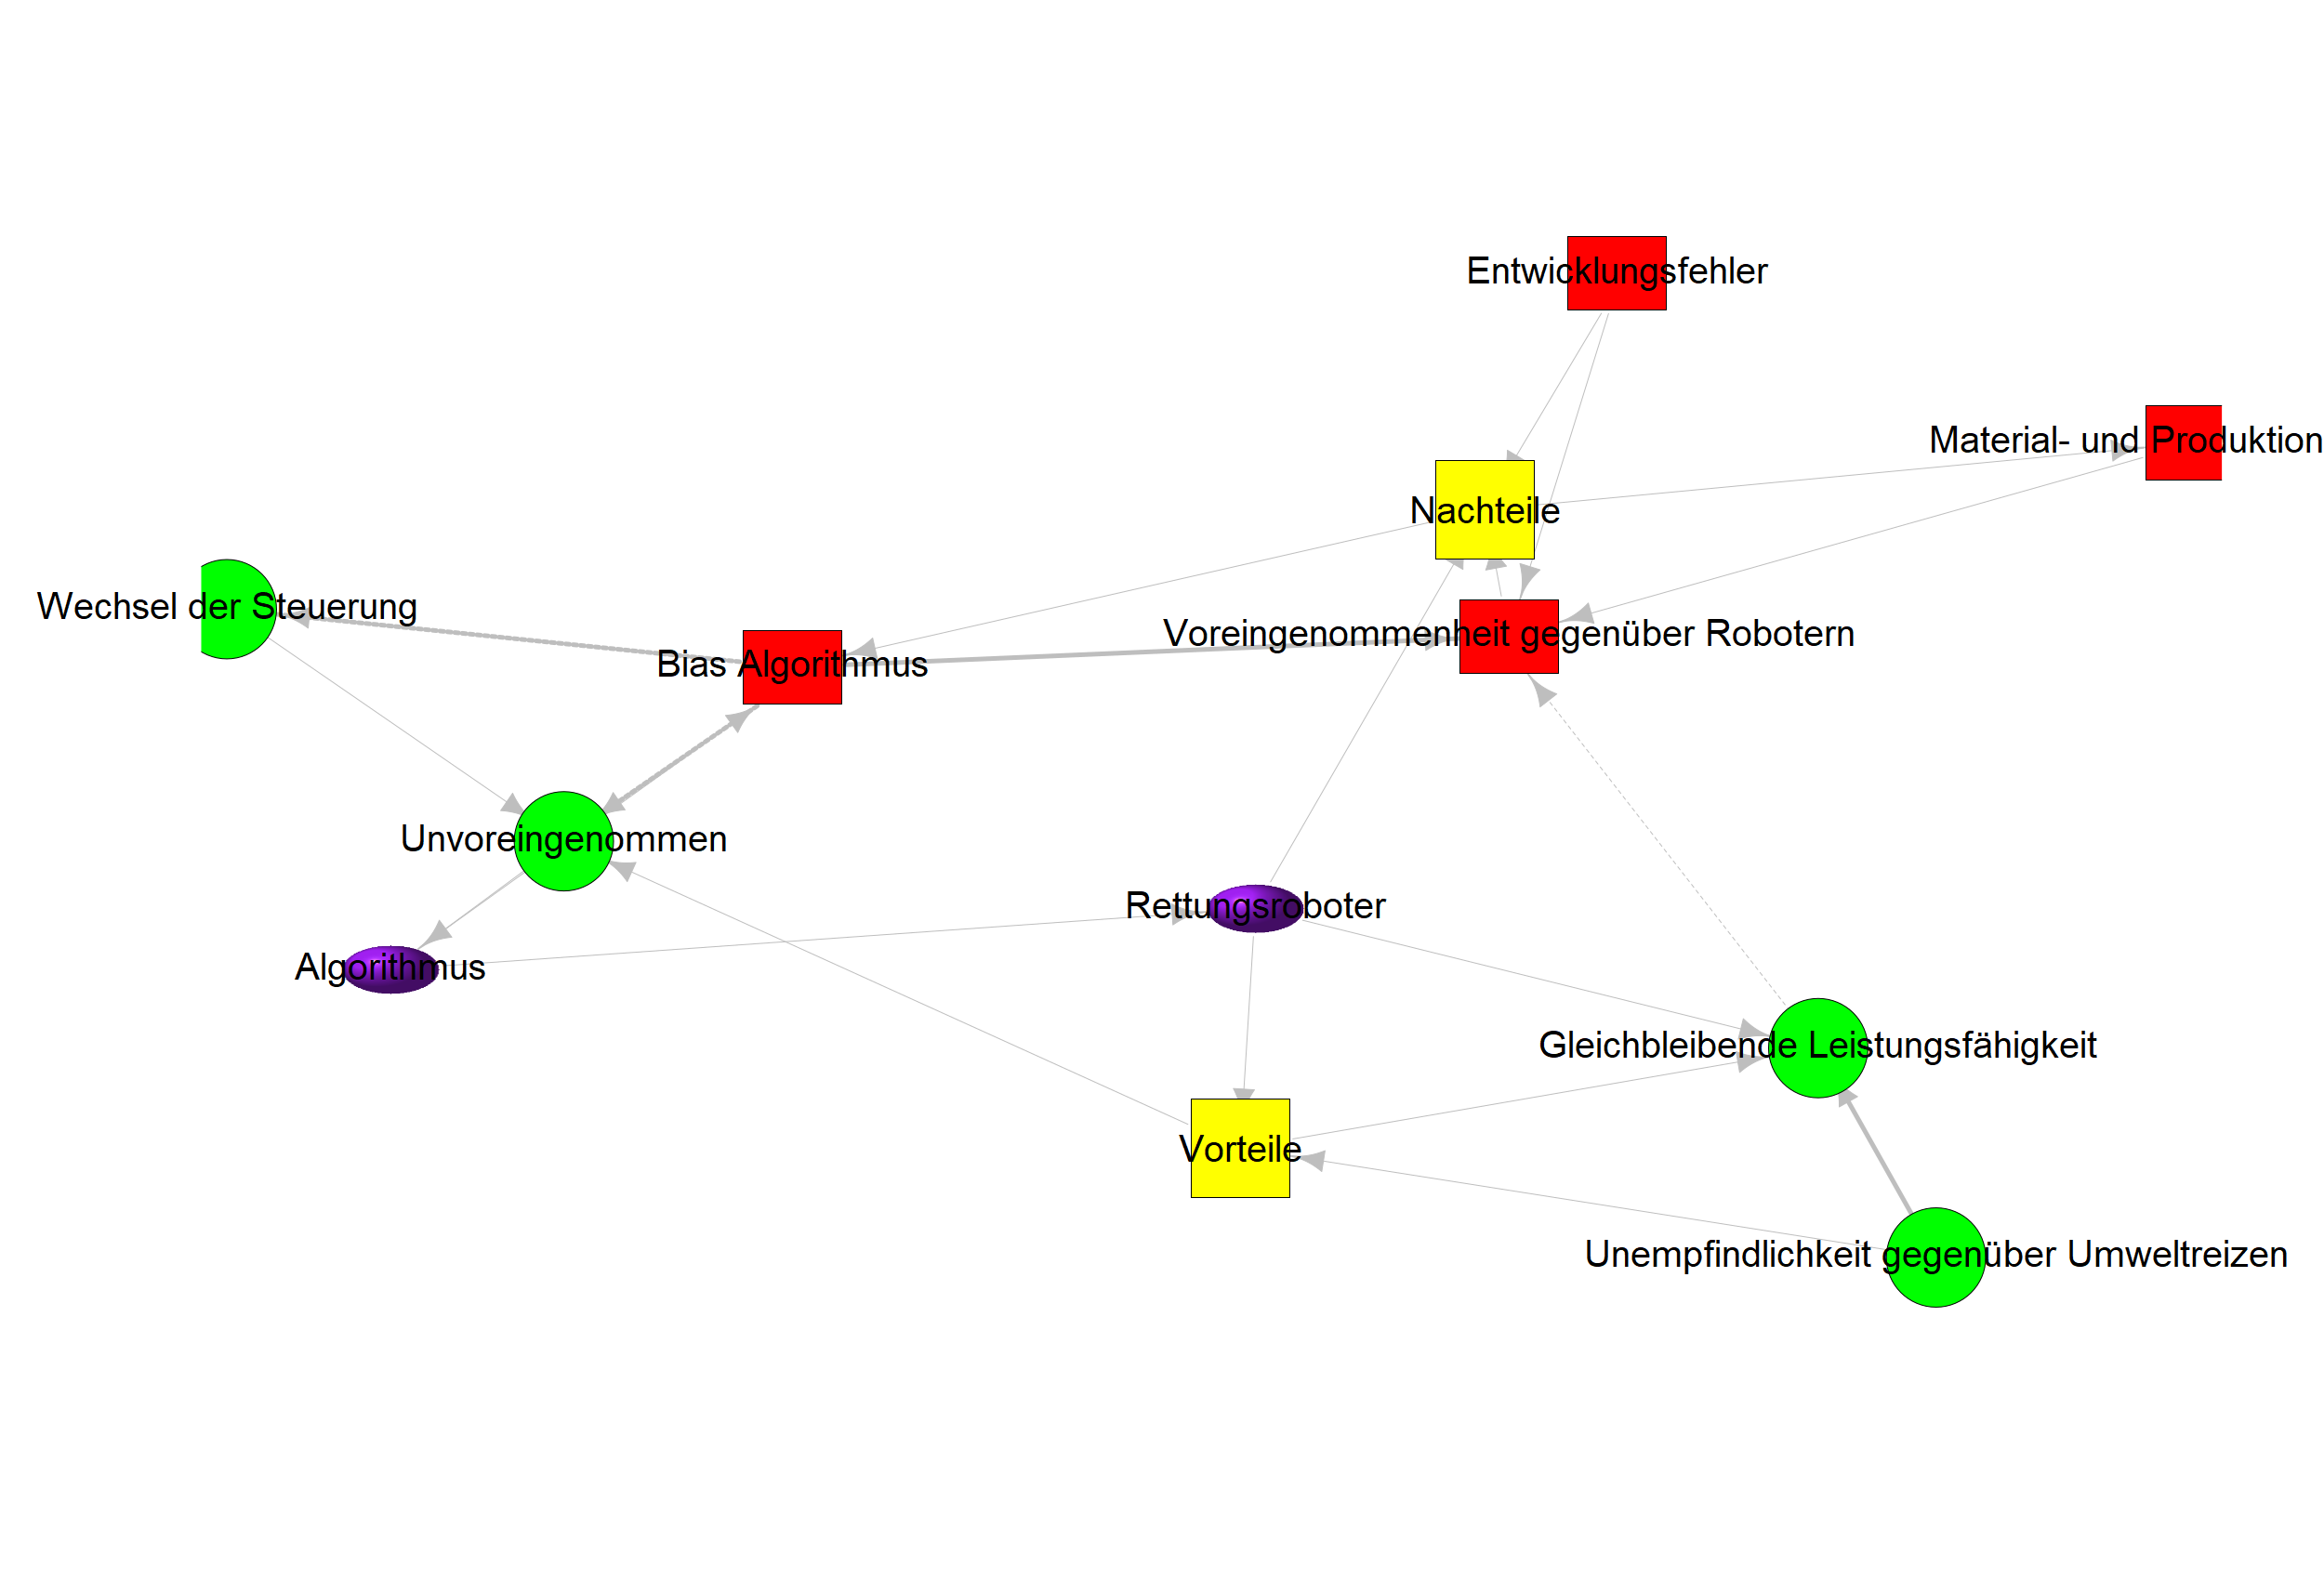 Entwicklungsfehler
Material- und Produktion
Nachteile
Wechsel der Steuerung
Voreingenommenheit gegenüber Robotern
Bias Algorithmus
Unvoreingenommen
Rettungsroboter
Algorithmus
Gleichbleibende Leistungsfähigkeit
Vorteile
Unempfindlichkeit gegenüber Umweltreizen